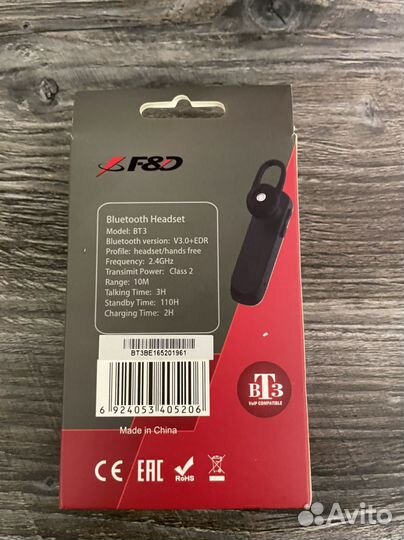 F&D
Bluetooth Headset
Model: BT3
Bluetooth version: V3.0+EDR
Profile: headset/hands free
Frequency: 2.4GHz
Transimit Power: Class 2
Range: 10M
Talking Time: 3H
Standby Time: 110H
Charging Time: 2H
BT3BE165201961
6 924053 405206
BT3
VoIP COMPATIBLE
Made in China
CE EAC RoHS
Avito